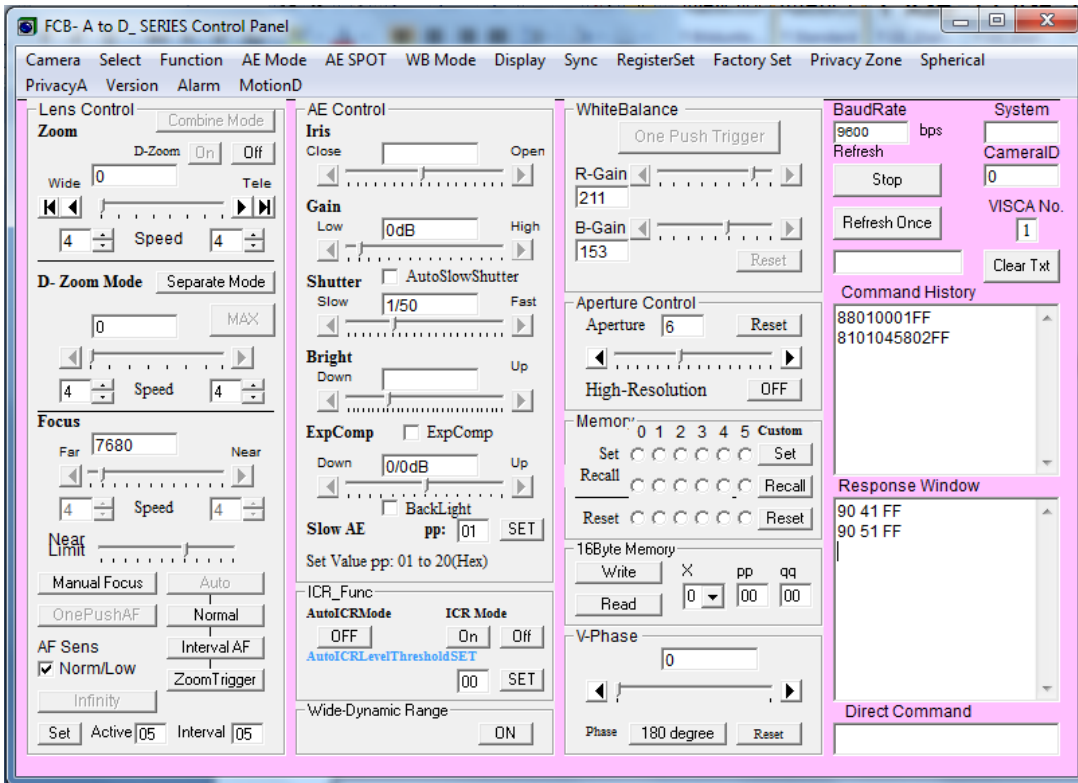 FCB- A to D_ SERIES Control Panel
Camera Select Function AE Mode AE SPOT WB Mode Display Sync RegisterSet Factory Set Privacy Zone Spherical
PrivacyA Version Alarm MotionD
Lens Control
Combine Mode
Zoom
D-Zoom On Off
0
Wide Tele
4 Speed 4
D- Zoom Mode Separate Mode
0 MAX
4 Speed 4
Focus
7680
Far Near
4 Speed 4
Near
Limit
Manual Focus Auto
OnePushAF Normal
AF Sens Interval AF
Norm/Low
ZoomTrigger
Infinity
Set Active 05 Interval 05
AE Control
Iris
Close Open
Gain
Low 0dB High
Shutter AutoSlowShutter
Slow 1/50 Fast
Bright
Down Up
ExpComp ExpComp
Down 0/0dB Up
BackLight
Slow AE pp: 01 SET
Set Value pp: 01 to 20(Hex)
ICR_Func
AutoICRMode ICR Mode
OFF On Off
AutoICRLevelThresholdSET
00 SET
Wide-Dynamic Range
ON
WhiteBalance
One Push Trigger
R-Gain
211
B-Gain
153
Reset
Aperture Control
Aperture 6 Reset
High-Resolution OFF
Memory
0 1 2 3 4 5 Custom
Set Set
Recall Recall
Reset Reset
16Byte Memory
Write X pp qq
Read 0 00 00
V-Phase
0
Phase 180 degree Reset
BaudRate System
9600 bps
Refresh CameraID
Stop 0
VISCA No.
Refresh Once 1
Clear Txt
Command History
88010001FF
8101045802FF
Response Window
90 41 FF
90 51 FF
Direct Command